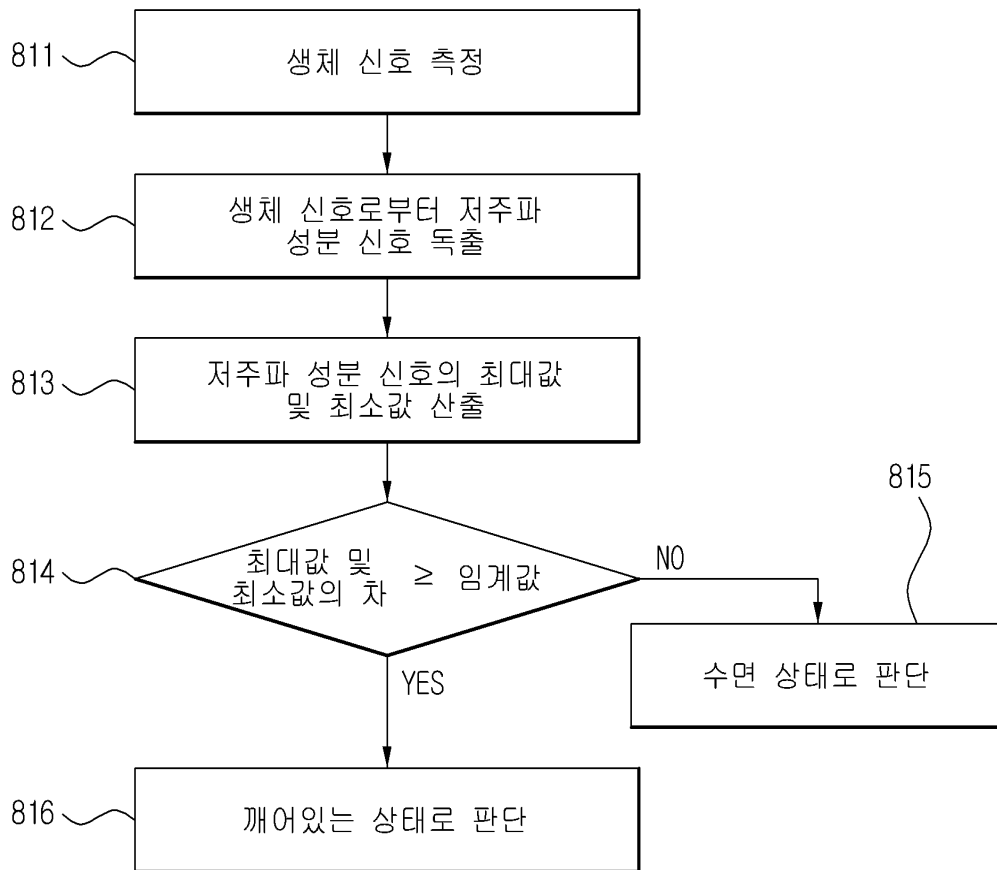 811
생체 신호 측정
812
생체 신호로부터 저주파
성분 신호 독출
813
저주파 성분 신호의 최대값
및 최소값 산출
814
최대값 및
최소값의 차 ≥ 임계값
NO
815
수면 상태로 판단
YES
816
깨어있는 상태로 판단